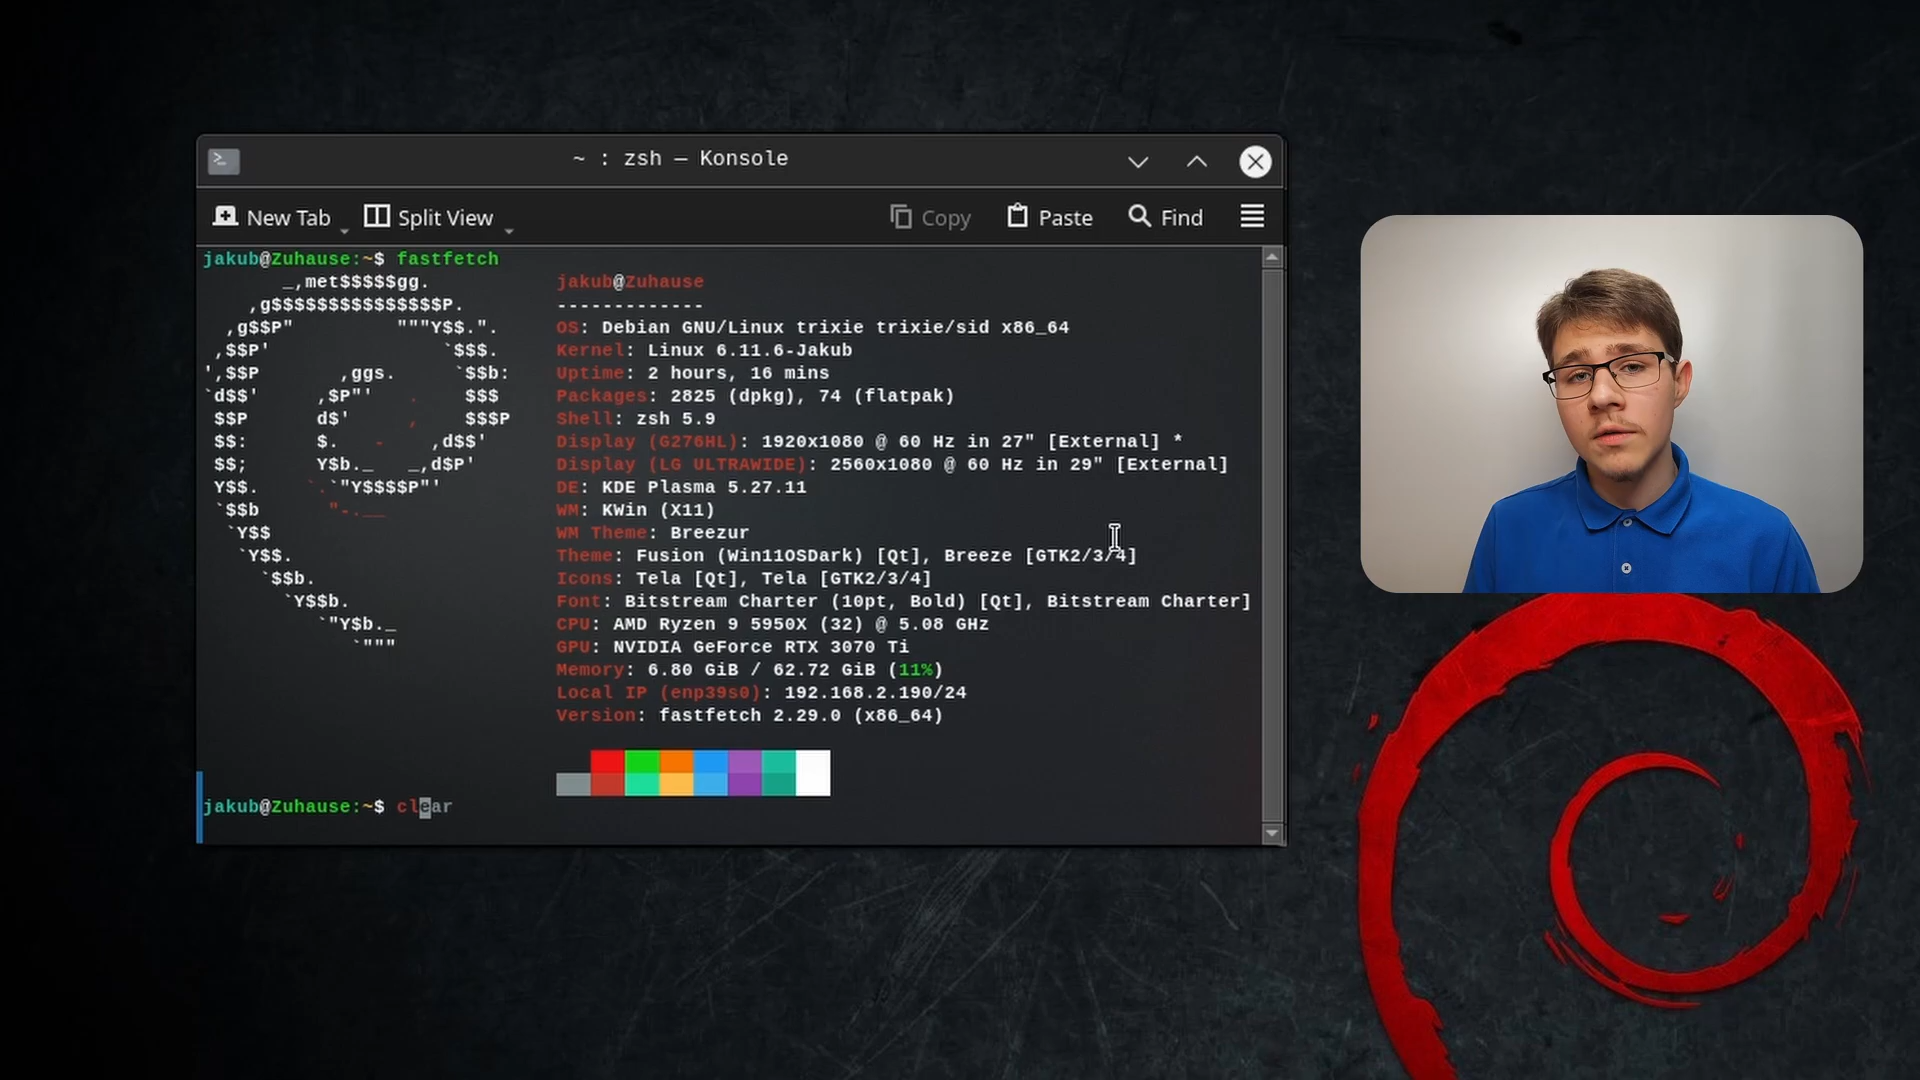 ~ : zsh — Konsole
New Tab
Split View
Copy
Paste
Find
jakub@Zuhause:~$ fastfetch
_,met$$$$$gg.
,g$$$$$$$$$$$$$$$P.
,g$$P"          """Y$$.".
,$$P'               `$$$.
',$$P       ,ggs.     `$$b:
`d$$'     ,$P"'   .    $$$
$$P      d$'     ,    $$$P
$$:      $.   -    ,d$$'
$$;      Y$b._   _,d$P'
Y$$.    `.`"Y$$$$P"'
`$$b      "-.__
`Y$$
`Y$$.
`$$b.
`Y$$b.
`"Y$b._
`"""
jakub@Zuhause
-------------
OS: Debian GNU/Linux trixie trixie/sid x86_64
Kernel: Linux 6.11.6-Jakub
Uptime: 2 hours, 16 mins
Packages: 2825 (dpkg), 74 (flatpak)
Shell: zsh 5.9
Display (G276HL): 1920x1080 @ 60 Hz in 27" [External] *
Display (LG ULTRAWIDE): 2560x1080 @ 60 Hz in 29" [External]
DE: KDE Plasma 5.27.11
WM: KWin (X11)
WM Theme: Breezur
Theme: Fusion (Win11OSDark) [Qt], Breeze [GTK2/3/4]
Icons: Tela [Qt], Tela [GTK2/3/4]
Font: Bitstream Charter (10pt, Bold) [Qt], Bitstream Charter]
CPU: AMD Ryzen 9 5950X (32) @ 5.08 GHz
GPU: NVIDIA GeForce RTX 3070 Ti
Memory: 6.80 GiB / 62.72 GiB (11%)
Local IP (enp39s0): 192.168.2.190/24
Version: fastfetch 2.29.0 (x86_64)
jakub@Zuhause:~$ clear